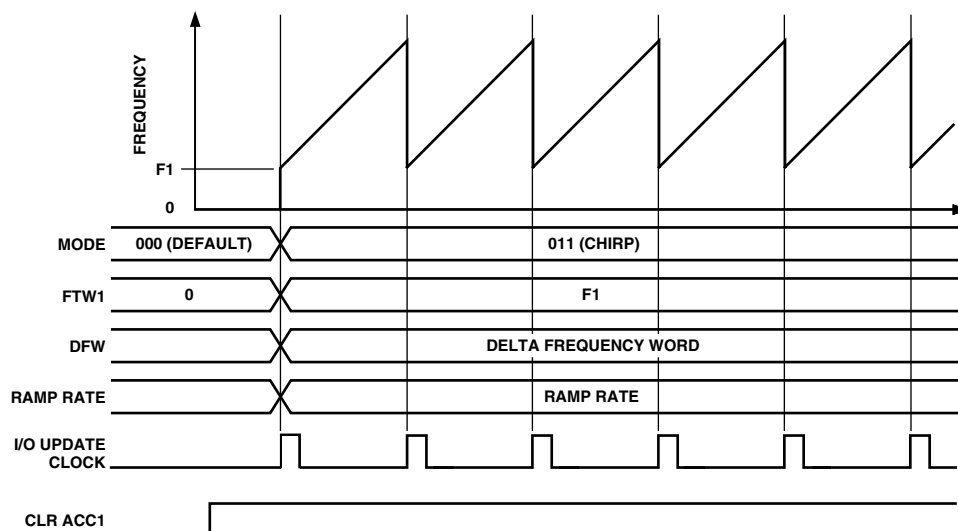 FREQUENCY
F1
0
MODE
000 (DEFAULT)
011 (CHIRP)
FTW1
0
F1
DFW
DELTA FREQUENCY WORD
RAMP RATE
RAMP RATE
I/O UPDATE
CLOCK
CLR ACC1